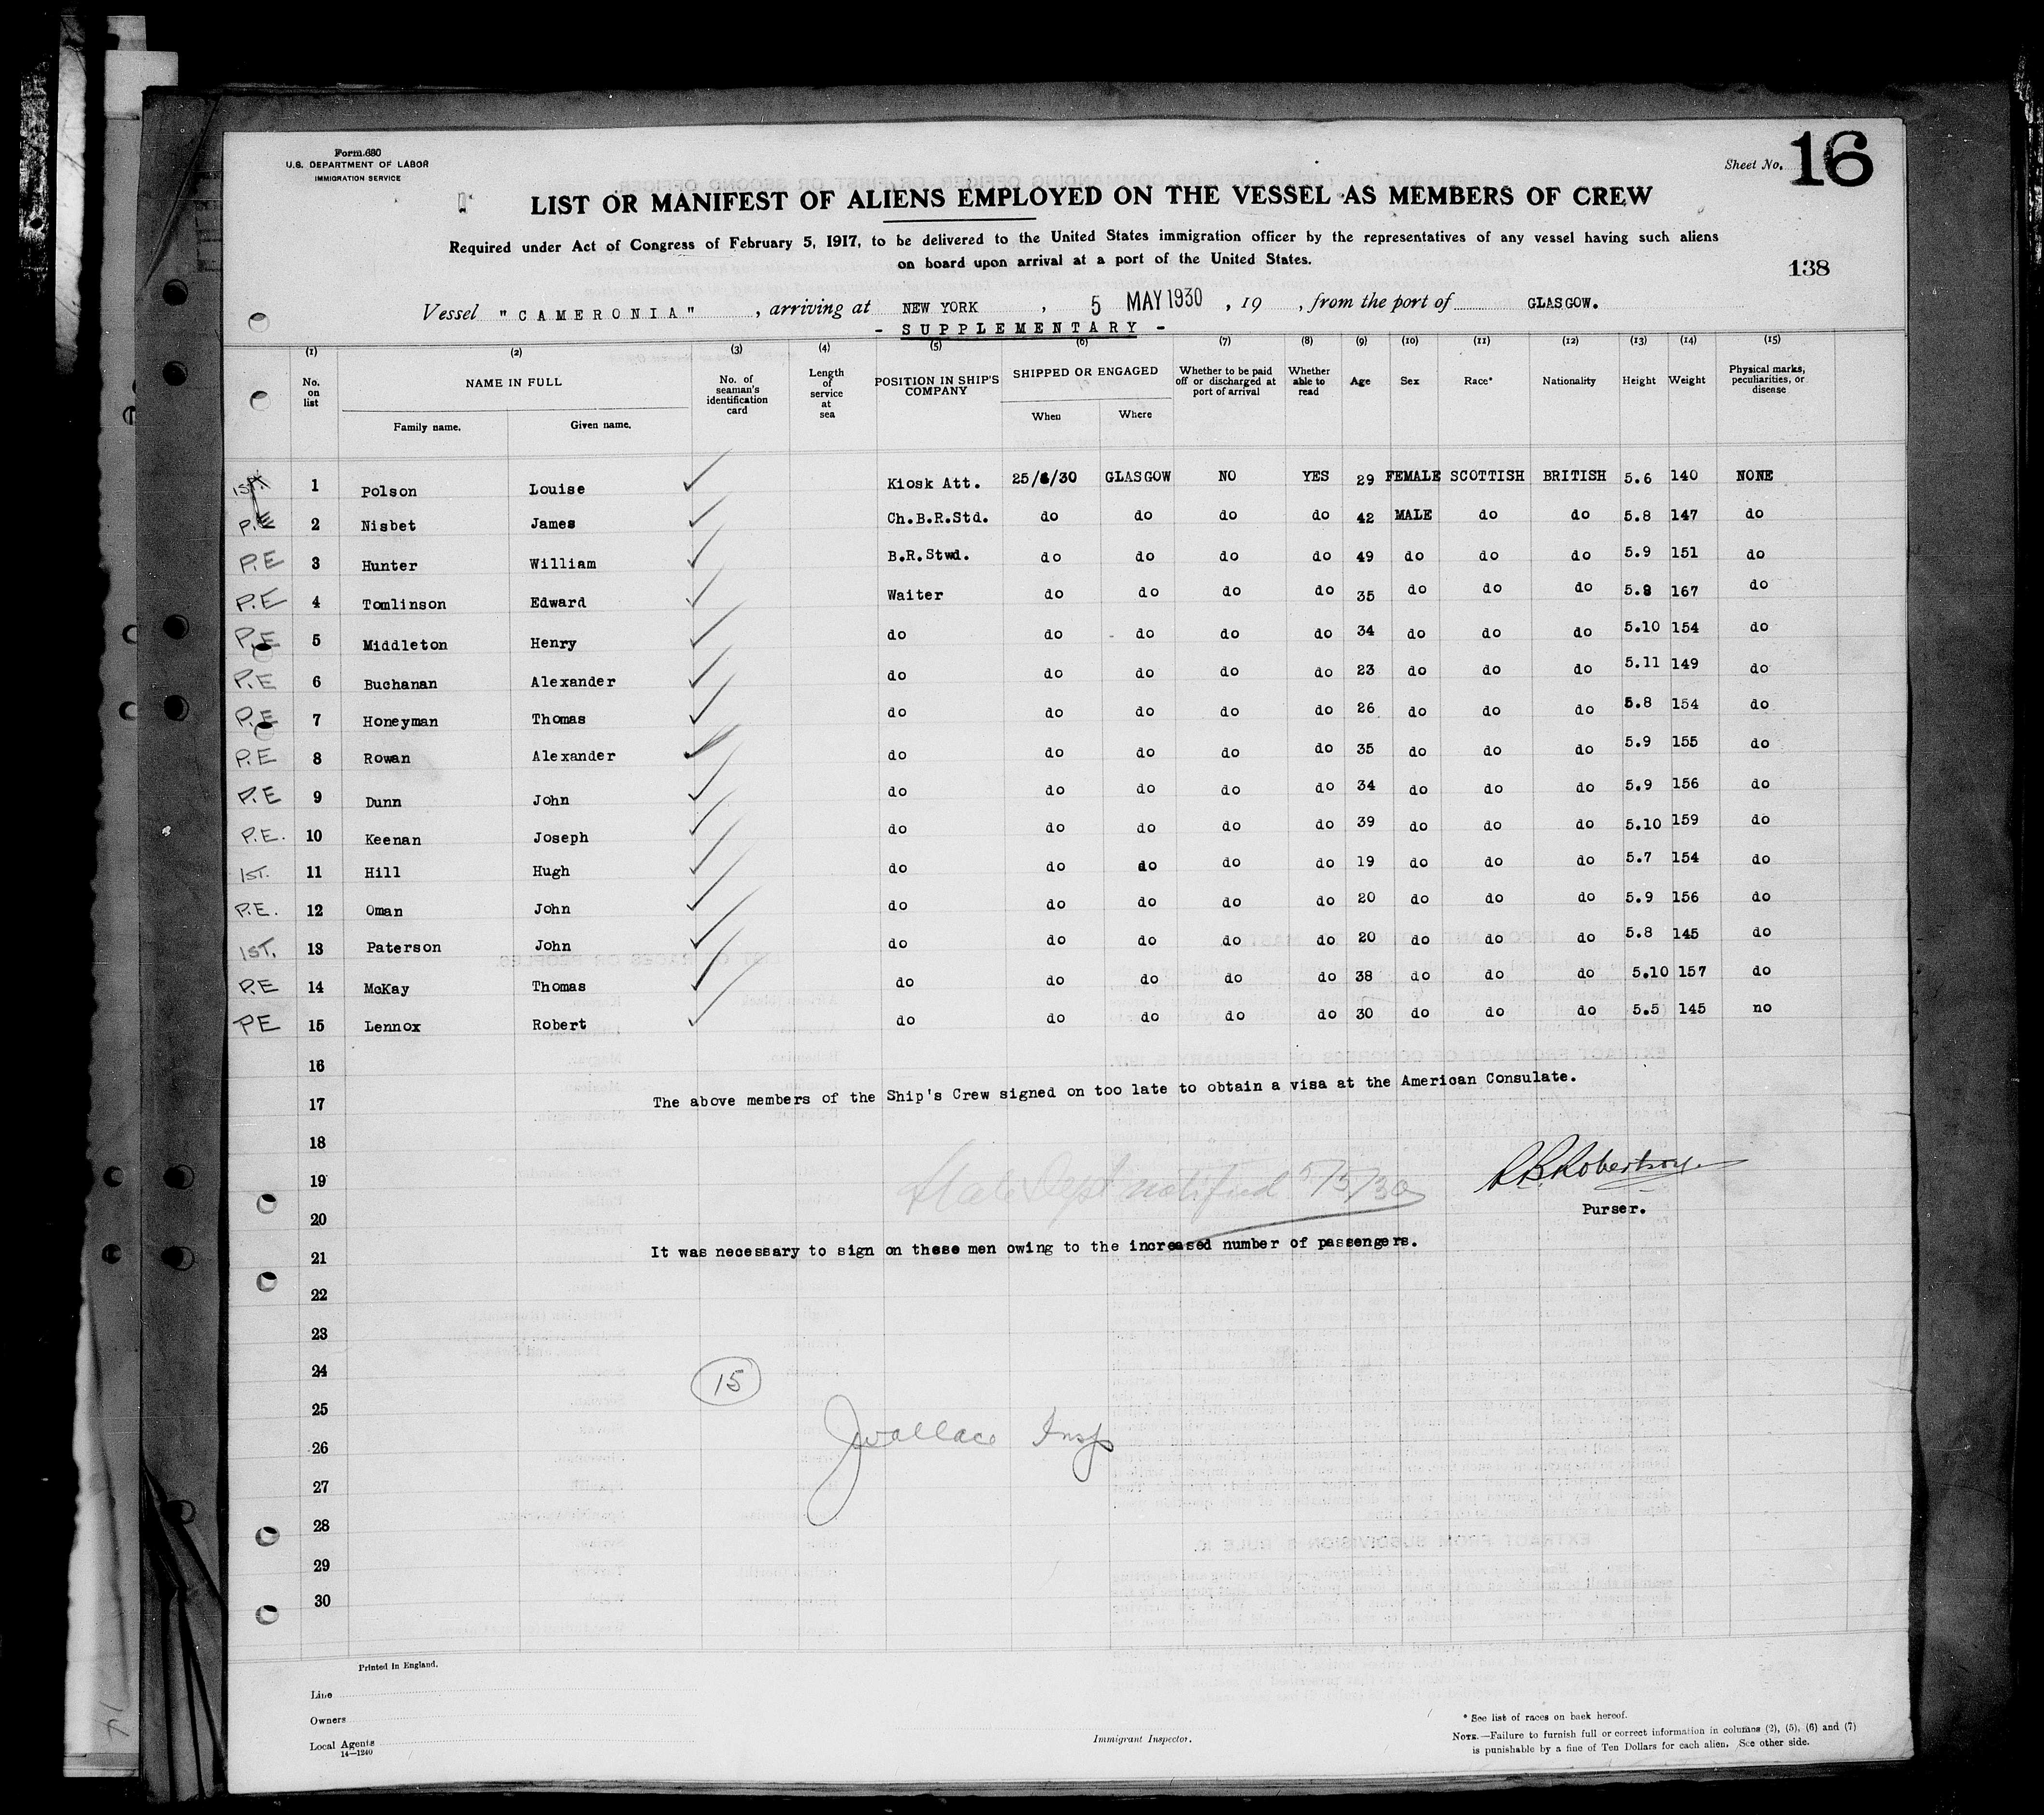 Form 680
U.S. DEPARTMENT OF LABOR
IMMIGRATION SERVICE
Sheet No. 16
LIST OR MANIFEST OF ALIENS EMPLOYED ON THE VESSEL AS MEMBERS OF CREW
Required under Act of Congress of February 5, 1917, to be delivered to the United States immigration officer by the representatives of any vessel having such aliens
on board upon arrival at a port of the United States.
138
Vessel "CAMERONIA", arriving at NEW YORK, 5 MAY 1930, 19 , from the port of GLASGOW.
- SUPPLEMENTARY -
(1) (2) (3) (4) (5) (6) (7) (8) (9) (10) (11) (12) (13) (14) (15)
No. on list NAME IN FULL Family name. Given name. No. of seaman's identification card Length of service at sea POSITION IN SHIP'S COMPANY SHIPPED OR ENGAGED When Where Whether to be paid off or discharged at port of arrival Whether able to read Age Sex Race* Nationality Height Weight Physical marks, peculiarities, or disease
1ST. 1 Polson Louise ✓ Kiosk Att. 25/4/30 GLASGOW NO YES 29 FEMALE SCOTTISH BRITISH 5.6 140 NONE
P.E 2 Nisbet James ✓ Ch.B.R.Std. do do do do 42 MALE do do 5.8 147 do
P.E 3 Hunter William ✓ B.R.Stwd. do do do do 49 do do do 5.9 151 do
P.E 4 Tomlinson Edward ✓ Waiter do do do do 35 do do do 5.8 167 do
P.E 5 Middleton Henry ✓ do do do do do 34 do do do 5.10 154 do
P.E 6 Buchanan Alexander ✓ do do do do do 23 do do do 5.11 149 do
P.E 7 Honeyman Thomas ✓ do do do do do 26 do do do 5.8 154 do
P.E 8 Rowan Alexander ✓ do do do do do 35 do do do 5.9 155 do
P.E 9 Dunn John ✓ do do do do do 34 do do do 5.9 156 do
P.E. 10 Keenan Joseph ✓ do do do do do 39 do do do 5.10 159 do
1ST. 11 Hill Hugh ✓ do do do do do 19 do do do 5.7 154 do
P.E. 12 Oman John ✓ do do do do do 20 do do do 5.9 156 do
1ST. 13 Paterson John ✓ do do do do do 20 do do do 5.8 145 do
P.E 14 McKay Thomas ✓ do do do do do 38 do do do 5.10 157 do
PE 15 Lennox Robert ✓ do do do do do 30 do do do 5.5 145 no
16
17 The above members of the Ship's Crew signed on too late to obtain a visa at the American Consulate.
18
19 State Dept notified 5/5/30 Robertson
20 Purser.
21 It was necessary to sign on these men owing to the increased number of passengers.
22
23
24 15
25
26 J Wallace Insp
27
28
29
30
Printed in England.
Line
Owners
Local Agents
14—1240
Immigrant Inspector.
* See list of races on back hereof.
NOTE.—Failure to furnish full or correct information in columns (2), (5), (6) and (7)
is punishable by a fine of Ten Dollars for each alien. See other side.